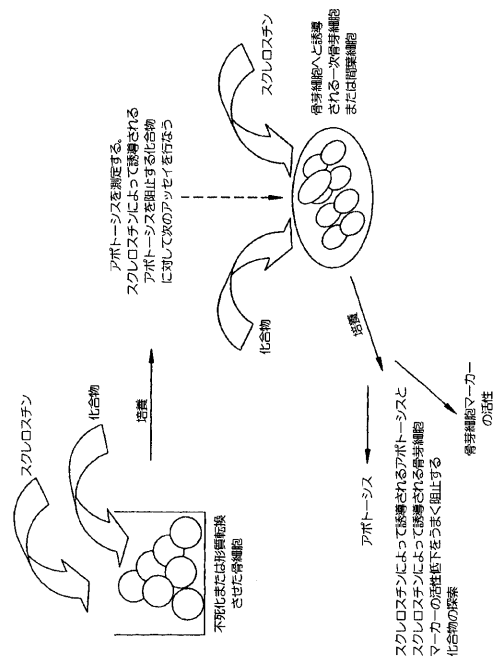 スクレロスチン
化合物
不死化または形質転換
させた骨細胞
培養
アポトーシスを測定する。
スクレロスチンによって誘導される
アポトーシスを阻止する化合物
に対して次のアッセイを行なう
化合物
スクレロスチン
骨芽細胞へと誘導
される一次骨芽細胞
または間葉細胞
培養
アポトーシス
骨芽細胞マーカー
の活性
スクレロスチンによって誘導されるアポトーシスと
スクレロスチンによって誘導される骨芽細胞
マーカーの活性低下をうまく阻止する
化合物の探索